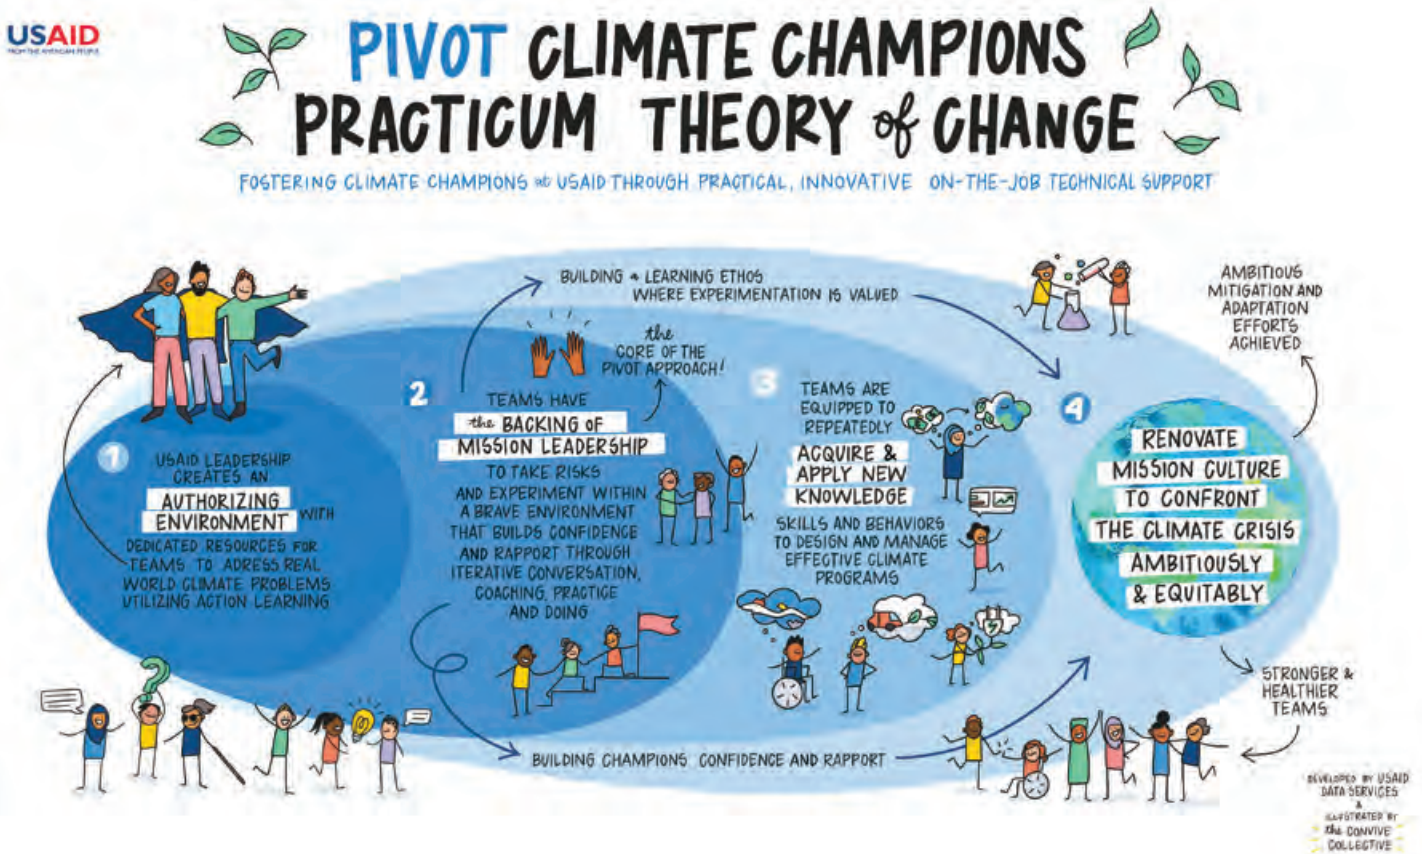 USAID
FROM THE AMERICAN PEOPLE
PIVOT CLIMATE CHAMPIONS
PRACTICUM THEORY of CHANGE
FOSTERING CLIMATE CHAMPIONS at USAID THROUGH PRACTICAL, INNOVATIVE ON-THE-JOB TECHNICAL SUPPORT
BUILDING a LEARNING ETHOS
WHERE EXPERIMENTATION IS VALUED
1
USAID LEADERSHIP
CREATES AN
AUTHORIZING
ENVIRONMENT WITH
DEDICATED RESOURCES FOR
TEAMS TO ADRESS REAL
WORLD CLIMATE PROBLEMS
UTILIZING ACTION LEARNING
?
2
the
CORE OF THE
PIVOT APPROACH!
TEAMS HAVE
the BACKING OF
MISSION LEADERSHIP
TO TAKE RISKS
AND EXPERIMENT WITHIN
A BRAVE ENVIRONMENT
THAT BUILDS CONFIDENCE
AND RAPPORT THROUGH
ITERATIVE CONVERSATION,
COACHING, PRACTICE
AND DOING
3
TEAMS ARE
EQUIPPED TO
REPEATEDLY
ACQUIRE &
APPLY NEW
KNOWLEDGE
SKILLS AND BEHAVIORS
TO DESIGN AND MANAGE
EFFECTIVE CLIMATE
PROGRAMS
BUILDING CHAMPIONS CONFIDENCE AND RAPPORT
4
RENOVATE
MISSION CULTURE
TO CONFRONT
THE CLIMATE CRISIS
AMBITIOUSLY
& EQUITABLY
AMBITIOUS
MITIGATION AND
ADAPTATION
EFFORTS
ACHIEVED
STRONGER &
HEALTHIER
TEAMS
DEVELOPED BY USAID
DATA SERVICES
&
ILLUSTRATED BY
the CONVIVE
COLLECTIVE